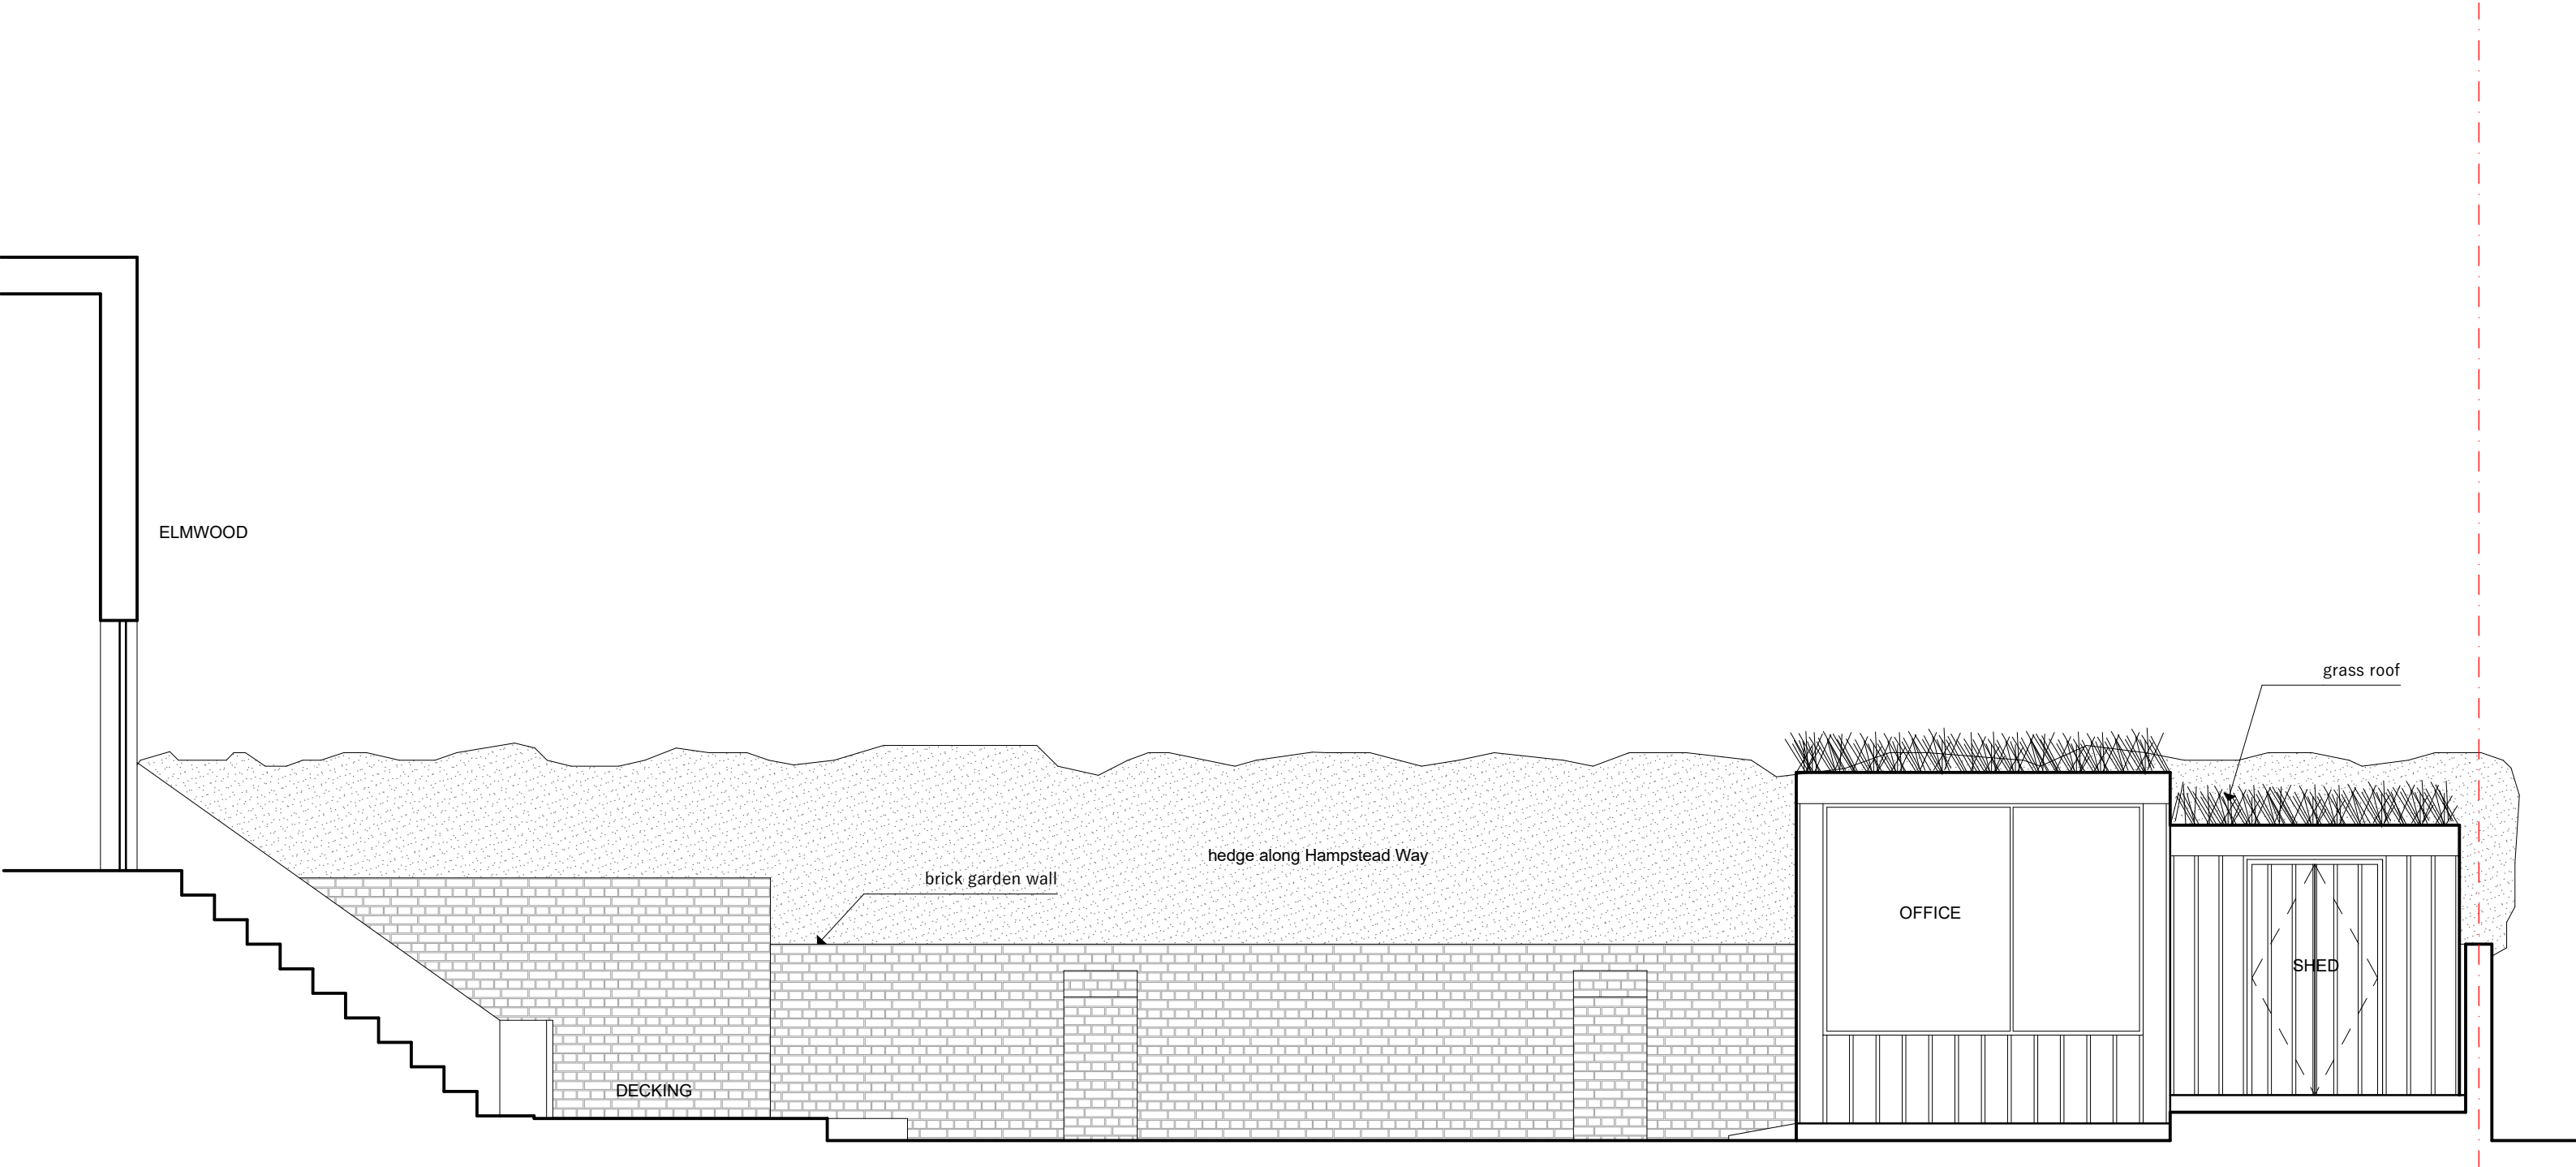 ELMWOOD
grass roof
hedge along Hampstead Way
brick garden wall
OFFICE
SHED
DECKING